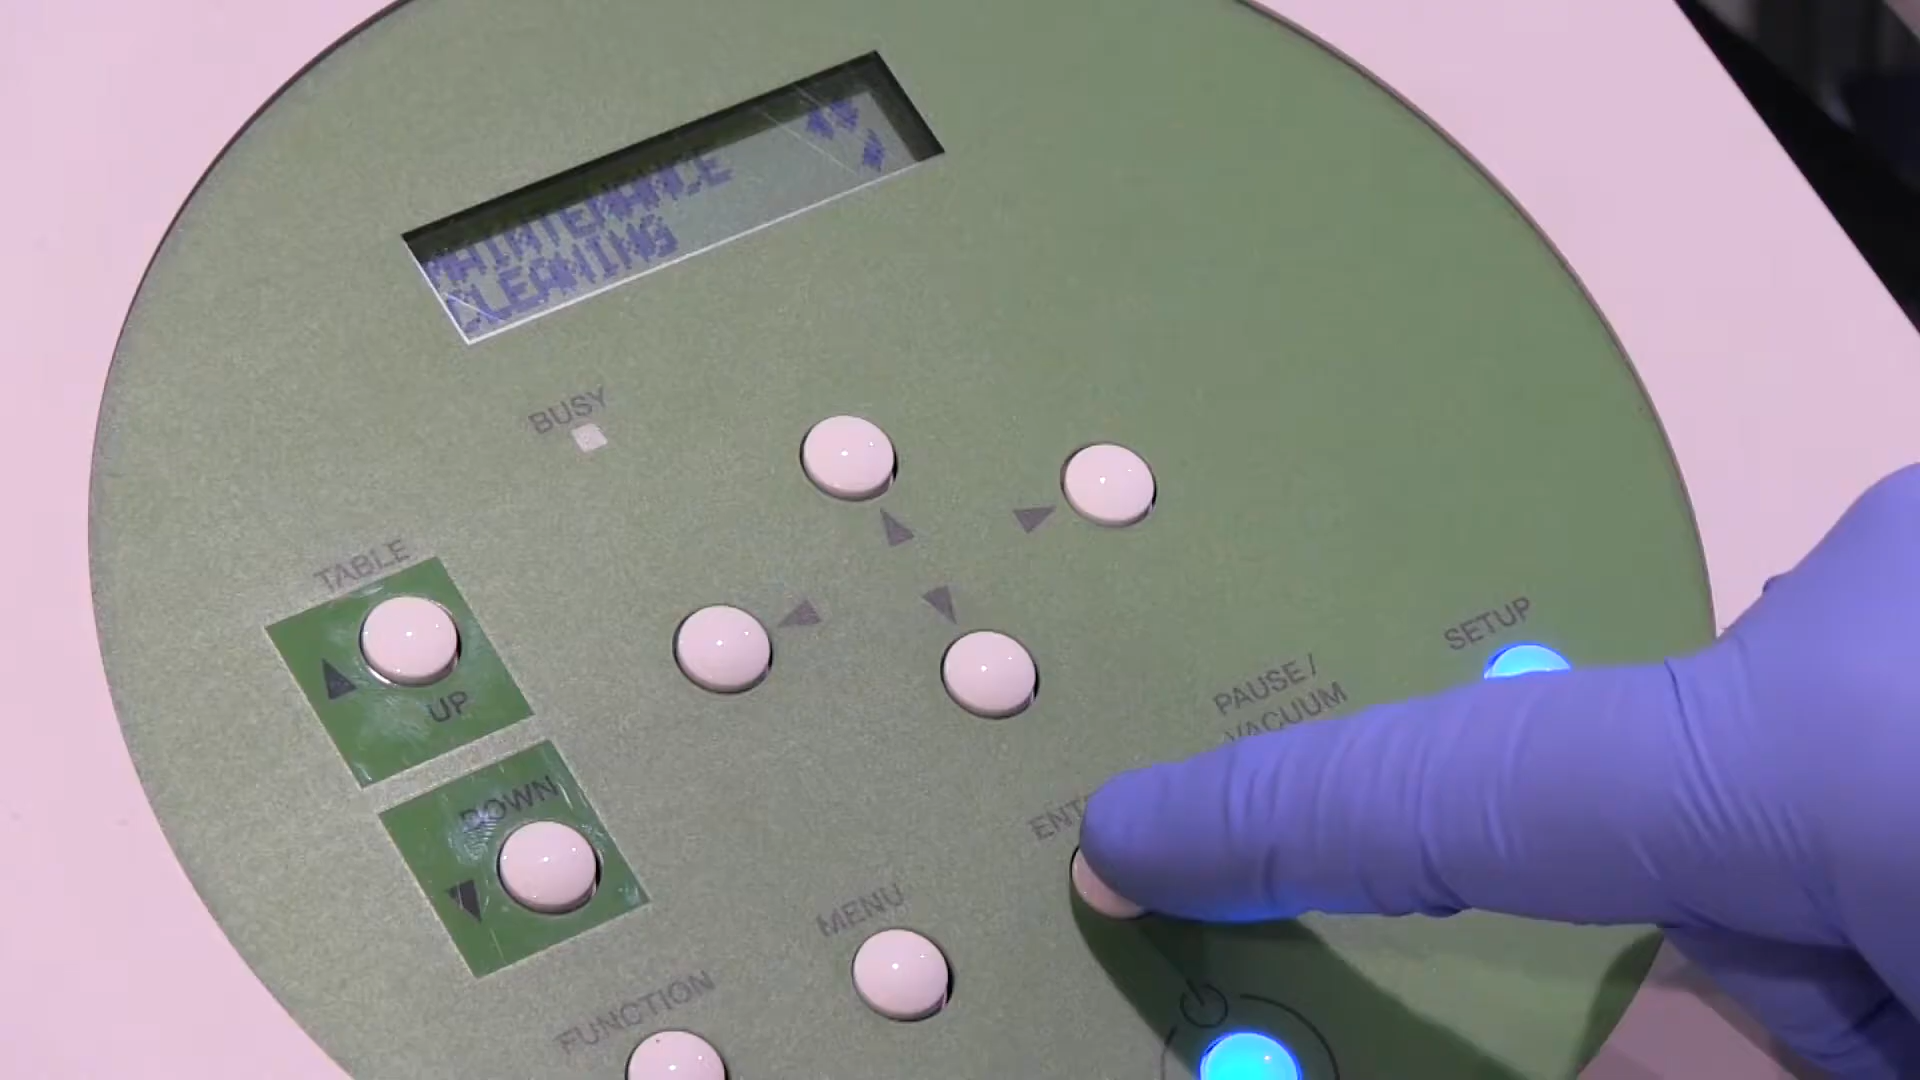 MAINTENANCE
CLEANING
BUSY
TABLE
UP
DOWN
SETUP
PAUSE/
VACUUM
MENU
FUNCTION